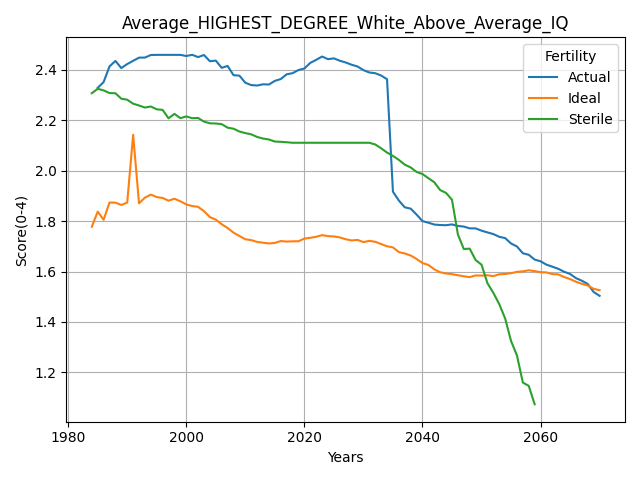 Average_HIGHEST_DEGREE_White_Above_Average_IQ
Fertility
Actual
Ideal
Sterile
Score(0-4)
2.4
2.2
2.0
1.8
1.6
1.4
1.2
1980
2000
2020
2040
2060
Years